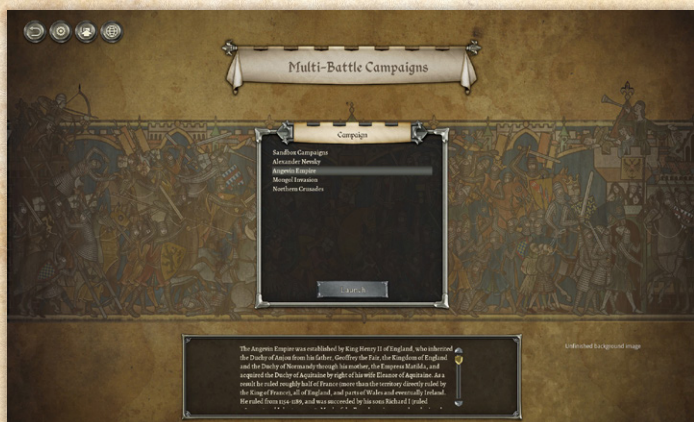 Multi-Battle Campaigns
Campaign
Sandbox Campaigns
Alexander Nevsky
Angevin Empire
Mongol Invasion
Northern Crusades
The Angevin Empire was established by King Henry II of England, who inherited
the Duchy of Anjou from his father, Geoffrey the Fair, the Kingdom of England
and the Duchy of Normandy through his mother, the Empress Matilda, and
acquired the Duchy of Aquitaine by right of his wife Eleanor of Aquitaine. As a
result he ruled roughly half of France (more than the territory directly ruled by
the King of France), all of England, and parts of Wales and eventually Ireland.
He ruled from 1154-1189, and was succeeded by his sons Richard I (ruled
Unfinished background image